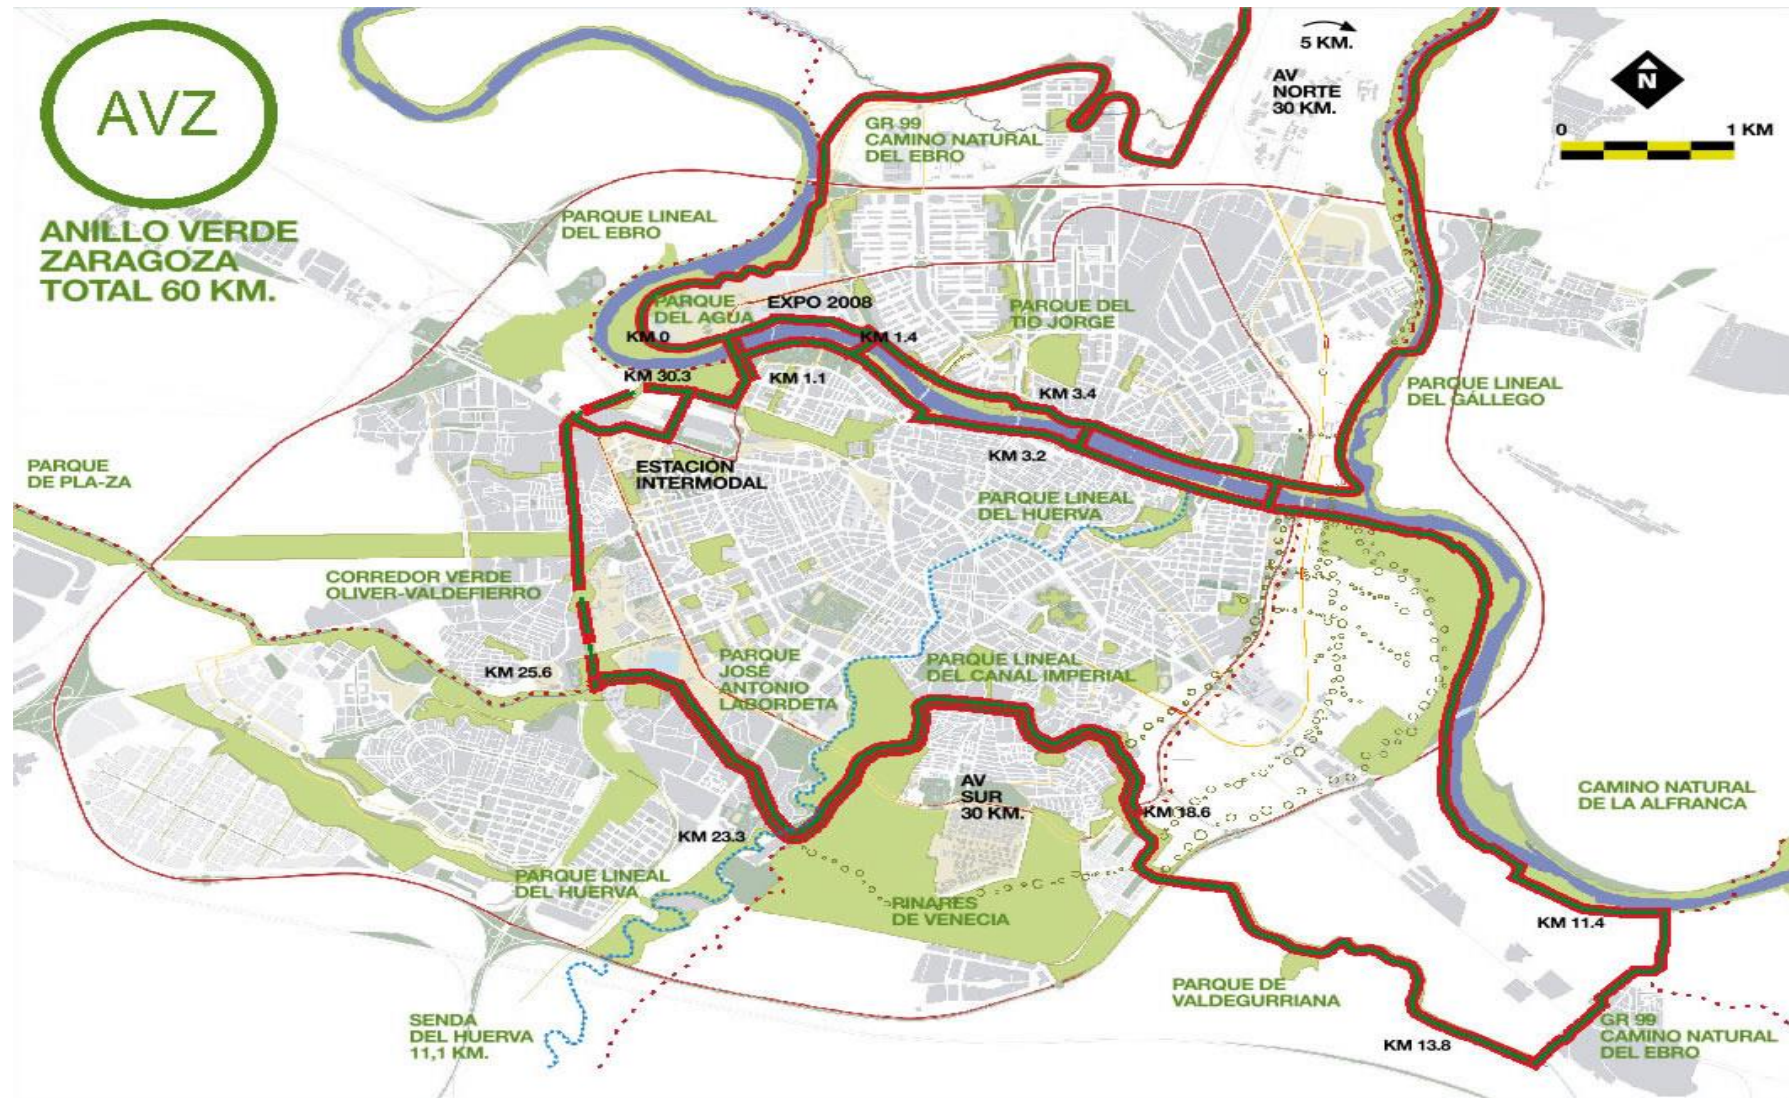 AVZ
ANILLO VERDE
ZARAGOZA
TOTAL 60 KM.
5 KM.
AV
NORTE
30 KM.
N
0
1 KM
GR 99
CAMINO NATURAL
DEL EBRO
PARQUE LINEAL
DEL EBRO
PARQUE
DEL AGUA
EXPO 2008
KM 0
KM 1.4
PARQUE DEL
TIO JORGE
KM 30.3
KM 1.1
KM 3.4
PARQUE LINEAL
DEL GÁLLEGO
KM 3.2
ESTACIÓN
INTERMODAL
PARQUE
DE PLA-ZA
PARQUE LINEAL
DEL HUERVA
CORREDOR VERDE
OLIVER-VALDEFIERRO
KM 25.6
PARQUE
JOSÉ
ANTONIO
LABORDETA
PARQUE LINEAL
DEL CANAL IMPERIAL
AV
SUR
30 KM.
KM 18.6
CAMINO NATURAL
DE LA ALFRANCA
KM 23.3
PARQUE LINEAL
DEL HUERVA
PINARES
DE VENECIA
KM 11.4
PARQUE DE
VALDEGURRIANA
SENDA
DEL HUERVA
11,1 KM.
KM 13.8
GR 99
CAMINO NATURAL
DEL EBRO